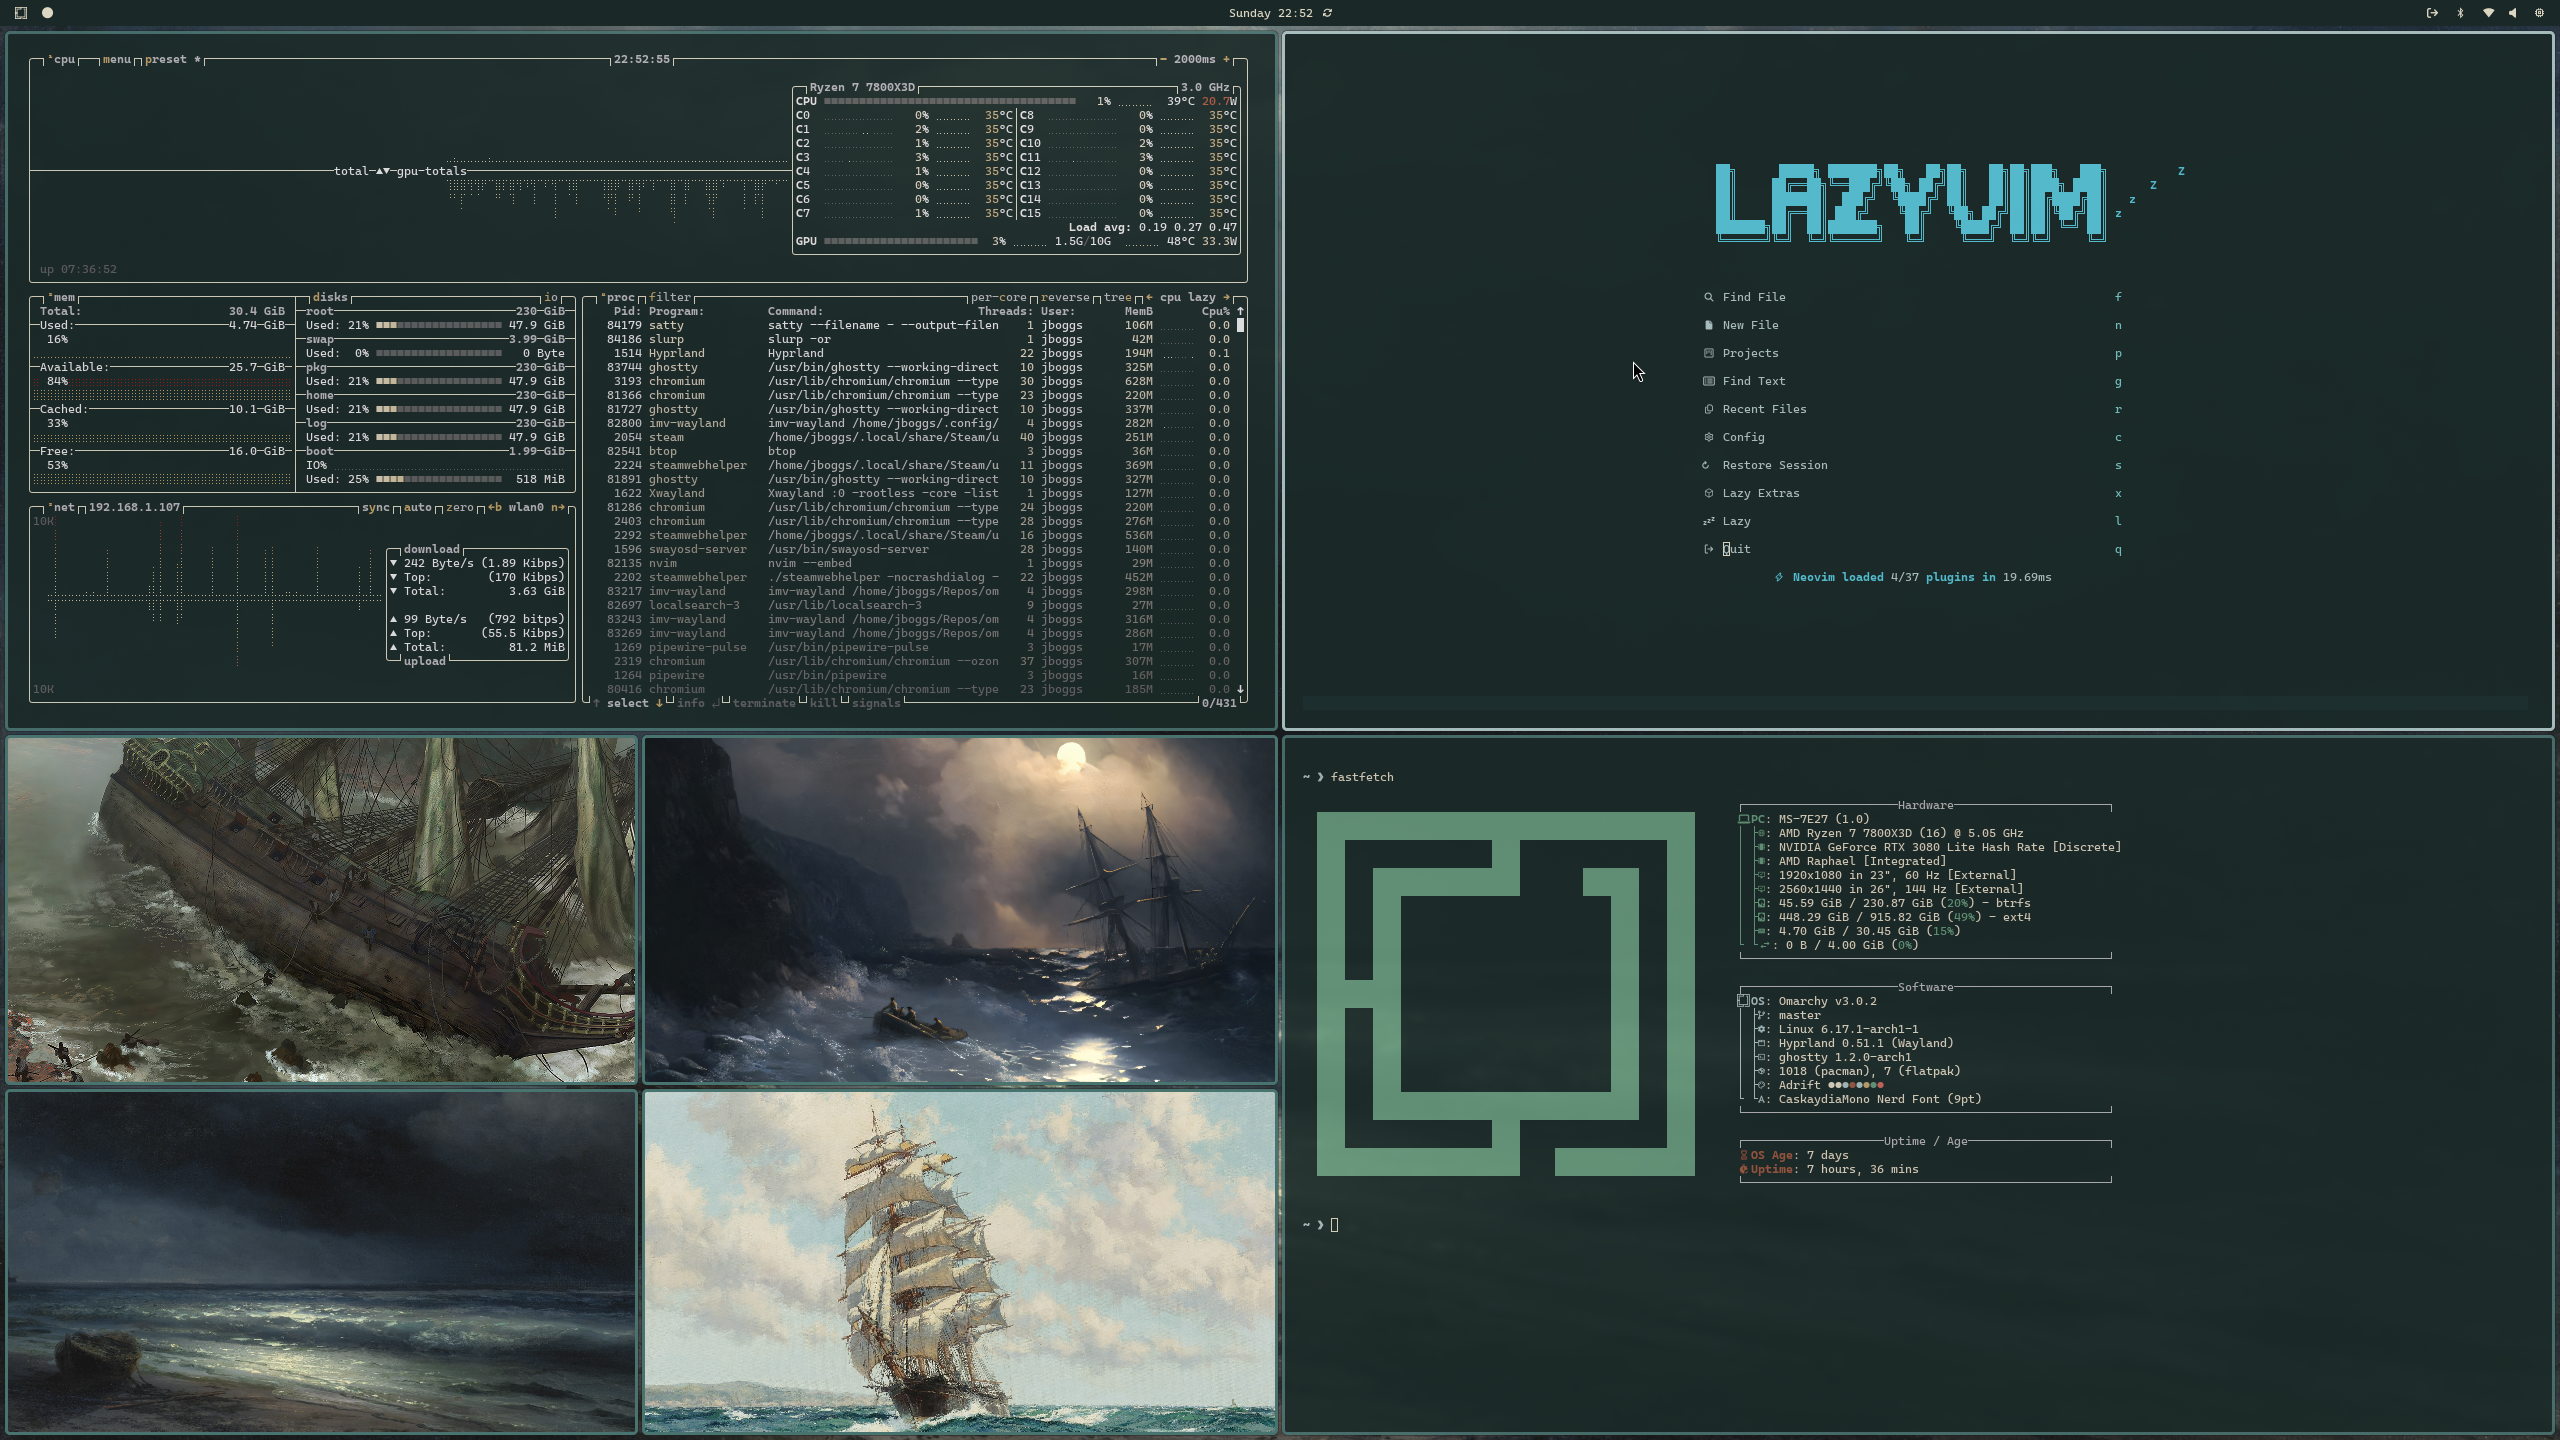 Sunday 22:52
¹cpu menu preset * 22:52:55 - 2000ms +
Ryzen 7 7800X3D 3.0 GHz
CPU 1% 39°C 20.7W
C0 0% 35°C C8 0% 35°C
C1 2% 35°C C9 0% 35°C
C2 1% 35°C C10 2% 35°C
C3 3% 35°C C11 3% 35°C
C4 1% 35°C C12 0% 35°C
C5 0% 35°C C13 0% 35°C
C6 0% 35°C C14 0% 35°C
C7 1% 35°C C15 0% 35°C
Load avg: 0.19 0.27 0.47
GPU 3% 1.5G/10G 48°C 33.3W
total gpu-totals
up 07:36:52
²mem
Total: 30.4 GiB
Used: 4.74 GiB
16%
Available: 25.7 GiB
84%
Cached: 10.1 GiB
33%
Free: 16.0 GiB
53%
disks io
root 230 GiB
Used: 21% 47.9 GiB
swap 3.99 GiB
Used: 0% 0 Byte
pkg 230 GiB
Used: 21% 47.9 GiB
home 230 GiB
Used: 21% 47.9 GiB
log 230 GiB
Used: 21% 47.9 GiB
boot 1.99 GiB
IO%
Used: 25% 518 MiB
³net 192.168.1.107 sync auto zero ←b wlan0 n→
10K
download
▼ 242 Byte/s (1.89 Kibps)
▼ Top: (170 Kibps)
▼ Total: 3.63 GiB
▲ 99 Byte/s (792 bitps)
▲ Top: (55.5 Kibps)
▲ Total: 81.2 MiB
upload
10K
⁴proc filter per-core reverse tree ← cpu lazy →
Pid: Program: Command: Threads: User: MemB Cpu% ↑
84179 satty satty --filename - --output-filen 1 jboggs 106M 0.0
84186 slurp slurp -or 1 jboggs 42M 0.0
1514 Hyprland Hyprland 22 jboggs 194M 0.1
83744 ghostty /usr/bin/ghostty --working-direct 10 jboggs 325M 0.0
3193 chromium /usr/lib/chromium/chromium --type 30 jboggs 628M 0.0
81366 chromium /usr/lib/chromium/chromium --type 23 jboggs 220M 0.0
81727 ghostty /usr/bin/ghostty --working-direct 10 jboggs 337M 0.0
82800 imv-wayland imv-wayland /home/jboggs/.config/ 4 jboggs 282M 0.0
2054 steam /home/jboggs/.local/share/Steam/u 40 jboggs 251M 0.0
82541 btop btop 3 jboggs 36M 0.0
2224 steamwebhelper /home/jboggs/.local/share/Steam/u 11 jboggs 369M 0.0
81891 ghostty /usr/bin/ghostty --working-direct 10 jboggs 327M 0.0
1622 Xwayland Xwayland :0 -rootless -core -list 1 jboggs 127M 0.0
81286 chromium /usr/lib/chromium/chromium --type 24 jboggs 220M 0.0
2403 chromium /usr/lib/chromium/chromium --type 28 jboggs 276M 0.0
2292 steamwebhelper /home/jboggs/.local/share/Steam/u 16 jboggs 536M 0.0
1596 swayosd-server /usr/bin/swayosd-server 28 jboggs 140M 0.0
82135 nvim nvim --embed 1 jboggs 29M 0.0
2202 steamwebhelper ./steamwebhelper -nocrashdialog - 22 jboggs 452M 0.0
83217 imv-wayland imv-wayland /home/jboggs/Repos/om 4 jboggs 298M 0.0
82697 localsearch-3 /usr/lib/localsearch-3 9 jboggs 27M 0.0
83243 imv-wayland imv-wayland /home/jboggs/Repos/om 4 jboggs 316M 0.0
83269 imv-wayland imv-wayland /home/jboggs/Repos/om 4 jboggs 286M 0.0
1269 pipewire-pulse /usr/bin/pipewire-pulse 3 jboggs 17M 0.0
2319 chromium /usr/lib/chromium/chromium --ozon 37 jboggs 307M 0.0
1264 pipewire /usr/bin/pipewire 3 jboggs 16M 0.0
80416 chromium /usr/lib/chromium/chromium --type 23 jboggs 185M 0.0 ↓
↑ select ↓ info ↵ terminate kill signals 0/431
LAZYVIM z z z z
Find File f
New File n
Projects p
Find Text g
Recent Files r
Config c
Restore Session s
Lazy Extras x
Lazy l
Quit q
Neovim loaded 4/37 plugins in 19.69ms
~ ❯ fastfetch
Hardware
PC: MS-7E27 (1.0)
: AMD Ryzen 7 7800X3D (16) @ 5.05 GHz
: NVIDIA GeForce RTX 3080 Lite Hash Rate [Discrete]
: AMD Raphael [Integrated]
: 1920x1080 in 23", 60 Hz [External]
: 2560x1440 in 26", 144 Hz [External]
: 45.59 GiB / 230.87 GiB (20%) - btrfs
: 448.29 GiB / 915.82 GiB (49%) - ext4
: 4.70 GiB / 30.45 GiB (15%)
: 0 B / 4.00 GiB (0%)
Software
OS: Omarchy v3.0.2
: master
: Linux 6.17.1-arch1-1
: Hyprland 0.51.1 (Wayland)
: ghostty 1.2.0-arch1
: 1018 (pacman), 7 (flatpak)
: Adrift
: CaskaydiaMono Nerd Font (9pt)
Uptime / Age
OS Age: 7 days
Uptime: 7 hours, 36 mins
~ ❯